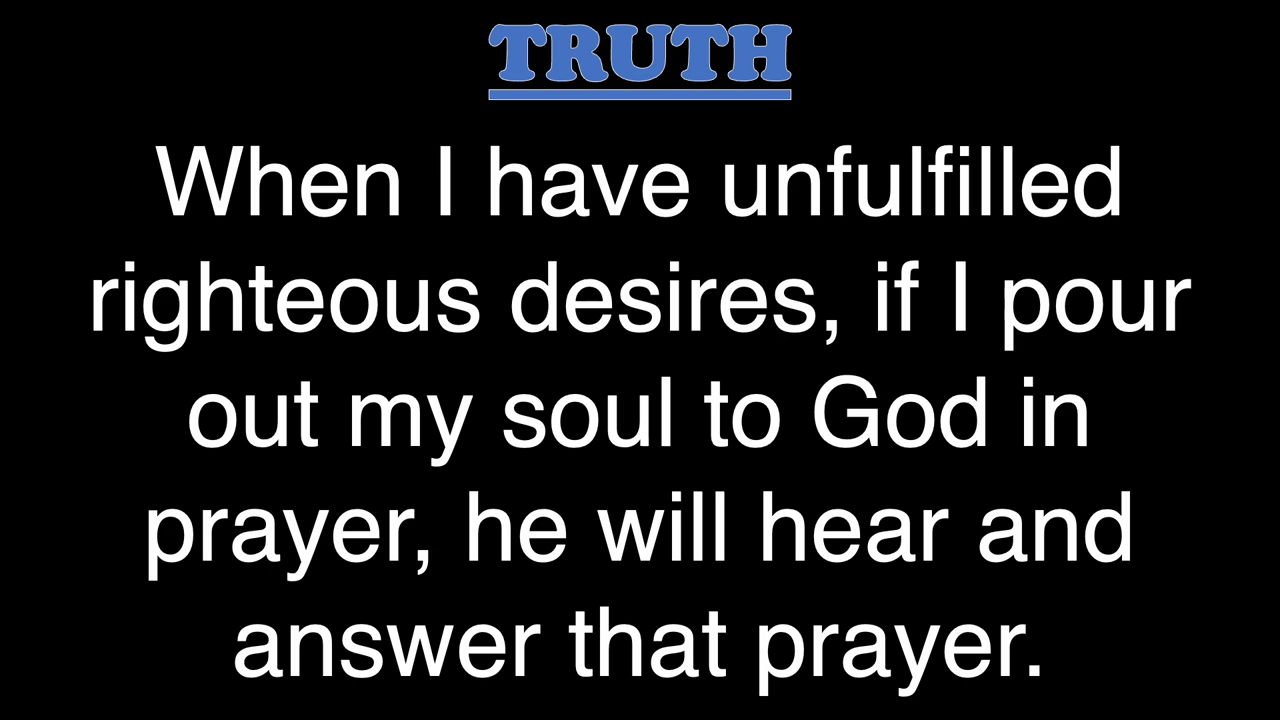 TRUTH
When I have unfulfilled
righteous desires, if I pour
out my soul to God in
prayer, he will hear and
answer that prayer.